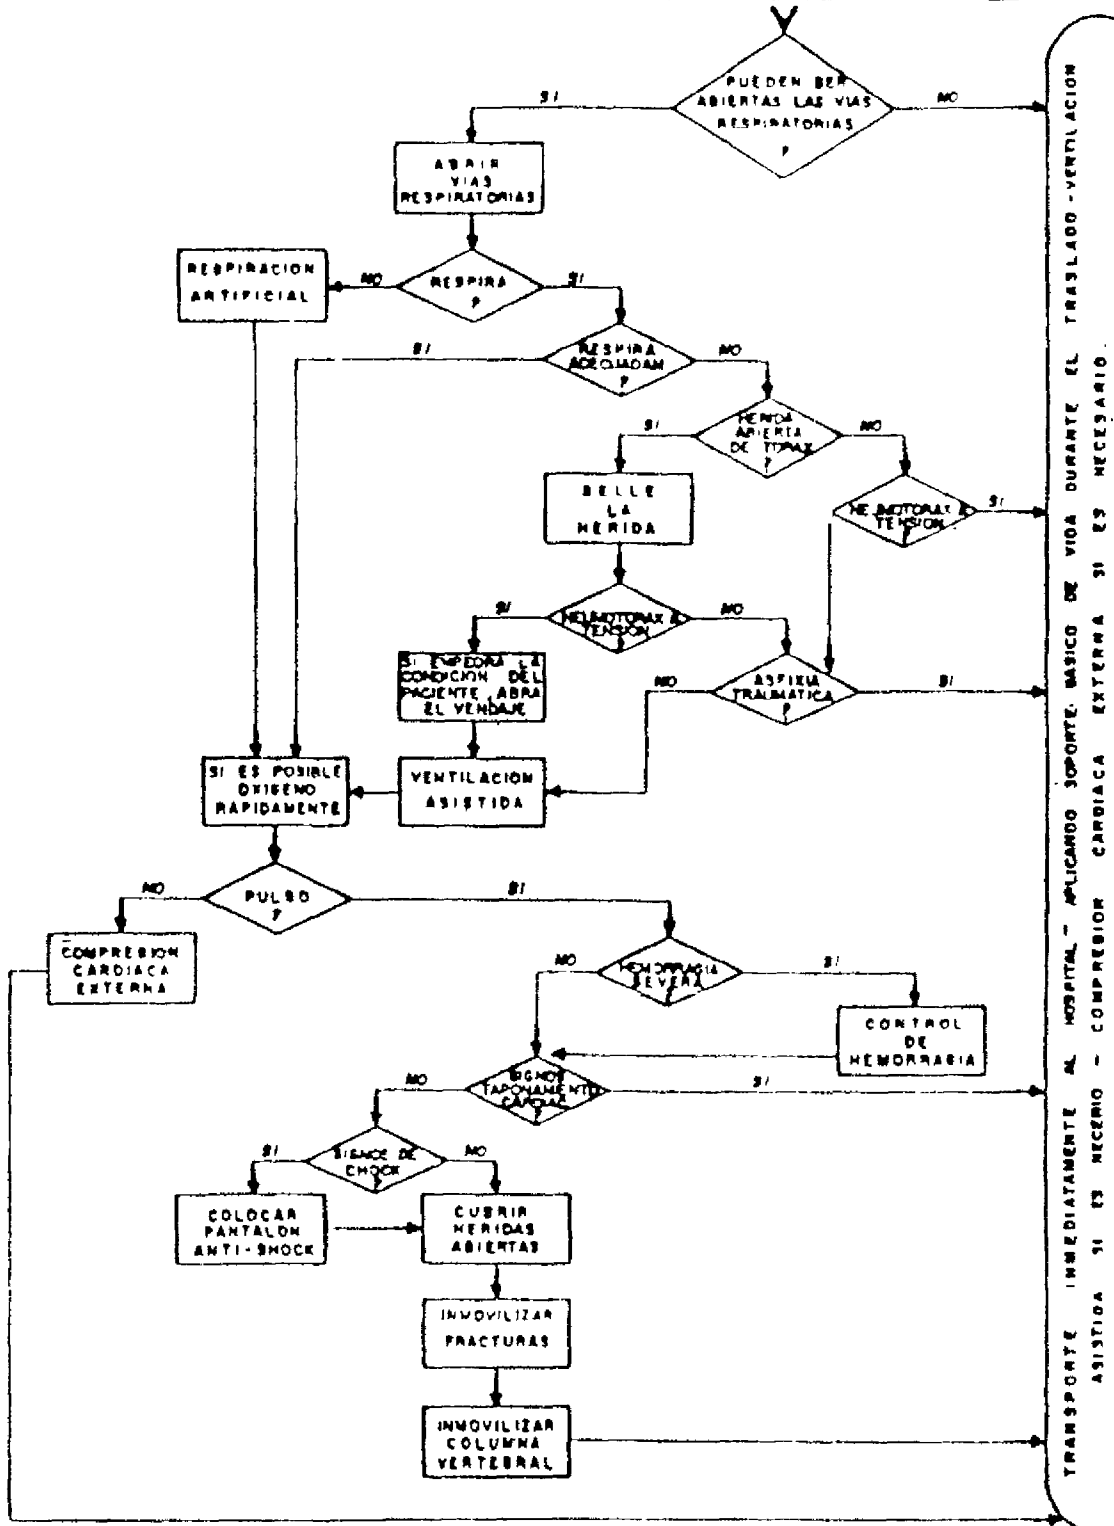 PUEDEN SER
ABIERTAS LAS VIAS
RESPIRATORIAS
?
SI
NO
ABRIR
VIAS
RESPIRATORIAS
RESPIRACION
ARTIFICIAL
NO
RESPIRA
?
SI
SI
RESPIRA
ADECUADAM
?
NO
SI
HERIDA
ABIERTA
DE TORAX
?
NO
SELLE
LA
HERIDA
NEUMOTORAX A
TENSION
?
SI
SI
NEUMOTORAX A
TENSION
?
NO
SI EMPEORA LA
CONDICION DEL
PACIENTE ABRA
EL VENDAJE
NO
ASFIXIA
TRAUMATICA
?
SI
SI ES POSIBLE
OXIGENO
RAPIDAMENTE
VENTILACION
ASISTIDA
NO
PULSO
?
SI
COMPRESION
CARDIACA
EXTERNA
NO
HEMORRAGIA
SEVERA
?
SI
CONTROL
DE
HEMORRAGIA
NO
SIGNOS
TAPONAMIENTO
CARDIAC
?
SI
SI
SIGNOS DE
CHOCK
?
NO
COLOCAR
PANTALON
ANTI-SHOCK
CUBRIR
HERIDAS
ABIERTAS
INMOVILIZAR
FRACTURAS
INMOVILIZAR
COLUMNA
VERTEBRAL
TRANSPORTE INMEDIATAMENTE AL HOSPITAL - APLICANDO SOPORTE BASICO DE VIDA DURANTE EL TRASLADO - VENTILACION
ASISTIDA SI ES NECERIO - COMPRESION CARDIACA EXTERNA SI ES NECESARIO.